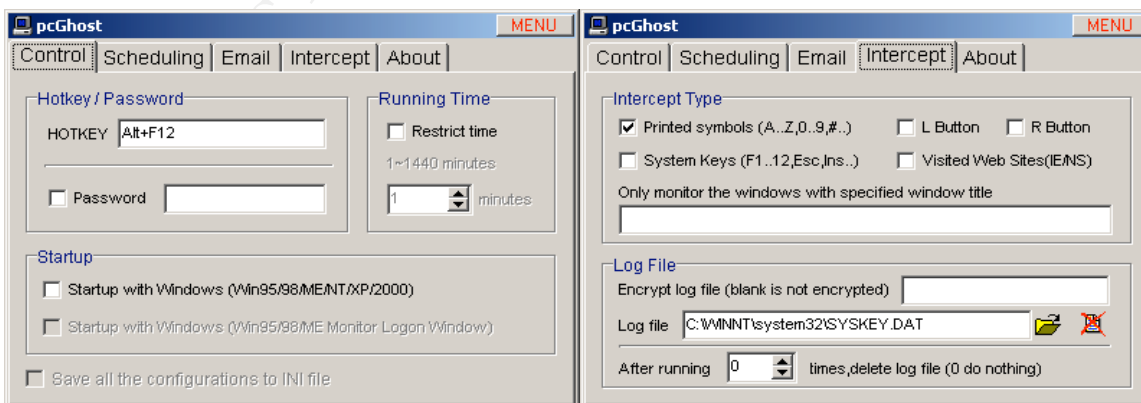 pcGhost MENU
Control Scheduling Email Intercept About
Hotkey / Password
HOTKEY Alt+F12
Password
Running Time
Restrict time
1~1440 minutes
1 minutes
Startup
Startup with Windows (Win95/98/ME/NT/XP/2000)
Startup with Windows (Win95/98/ME Monitor Logon Window)
Save all the configurations to INI file
pcGhost MENU
Control Scheduling Email Intercept About
Intercept Type
Printed symbols (A..Z,0..9,#..) L Button R Button
System Keys (F1..12,Esc,Ins..) Visited Web Sites(IE/NS)
Only monitor the windows with specified window title
Log File
Encrypt log file (blank is not encrypted)
Log file C:\WINNT\system32\SYSKEY.DAT
After running 0 times,delete log file (0 do nothing)